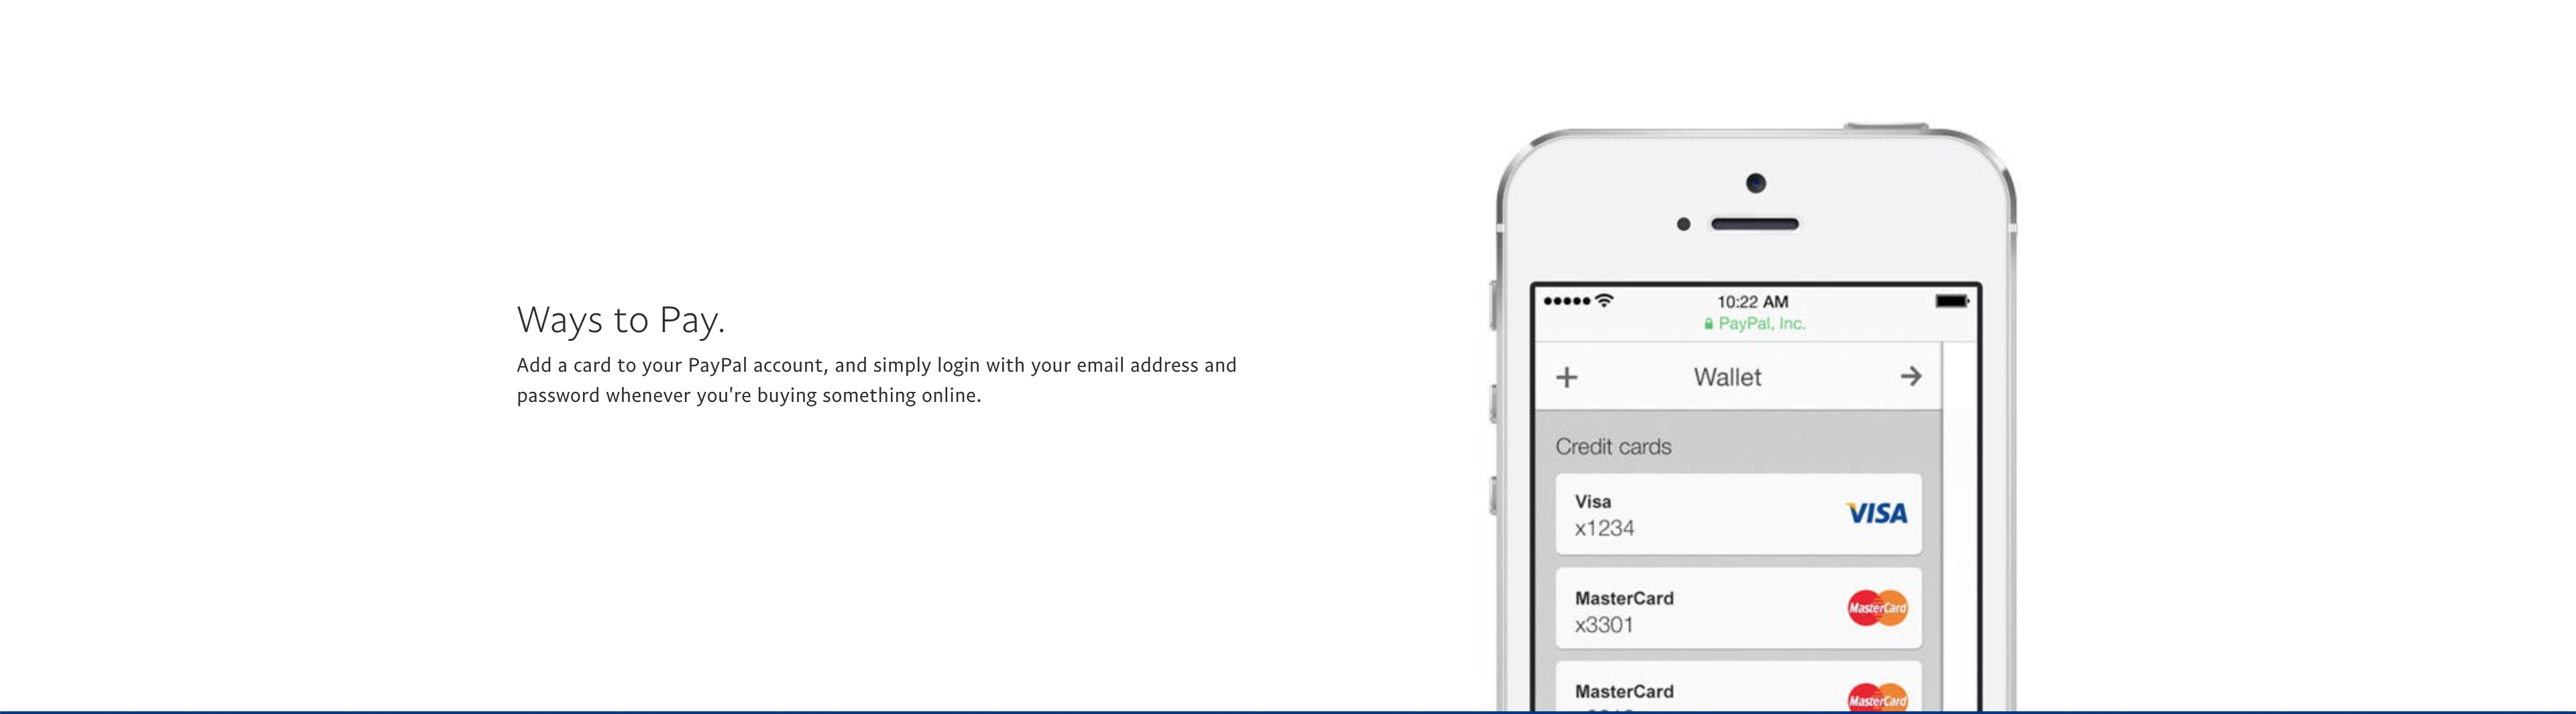 Ways to Pay.
Add a card to your PayPal account, and simply login with your email address and
password whenever you're buying something online.
10:22 AM
PayPal, Inc.
Wallet
Credit cards
Visa
x1234
VISA
MasterCard
x3301
MasterCard
MasterCard
MasterCard